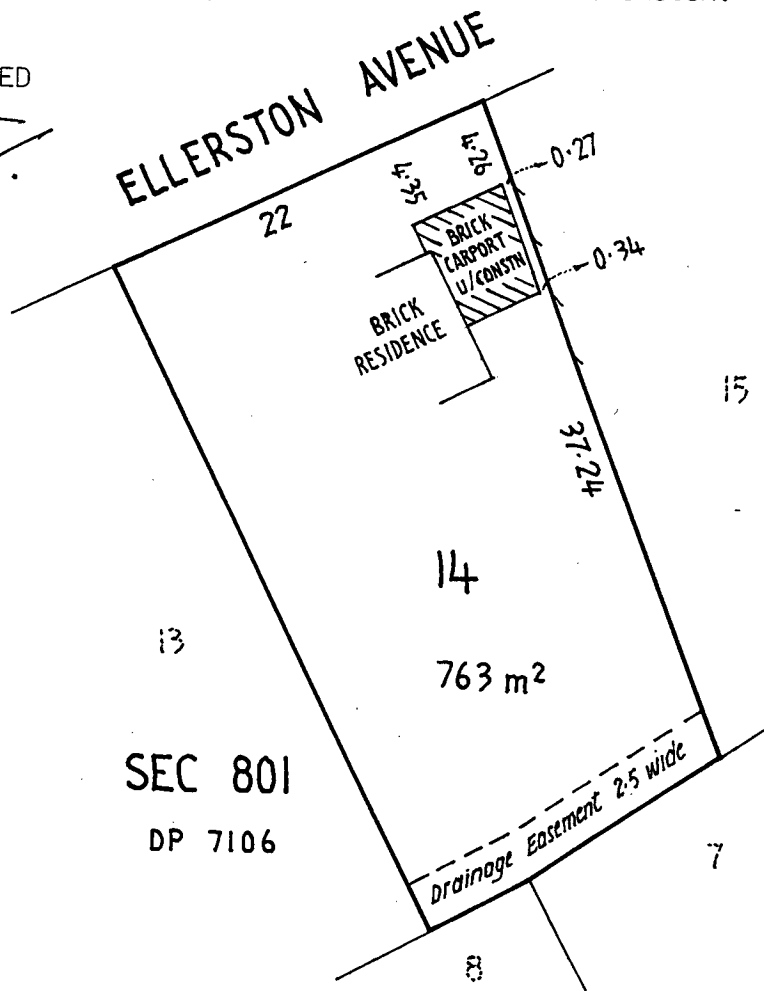 ED
ELLERSTON AVENUE
22
4.35
4.26
0.27
BRICK
CARPORT
U/CONSTN
0.34
BRICK
RESIDENCE
15
37.24
14
13
763 m²
SEC 801
DP 7106
Drainage Easement 2.5 wide
7
8